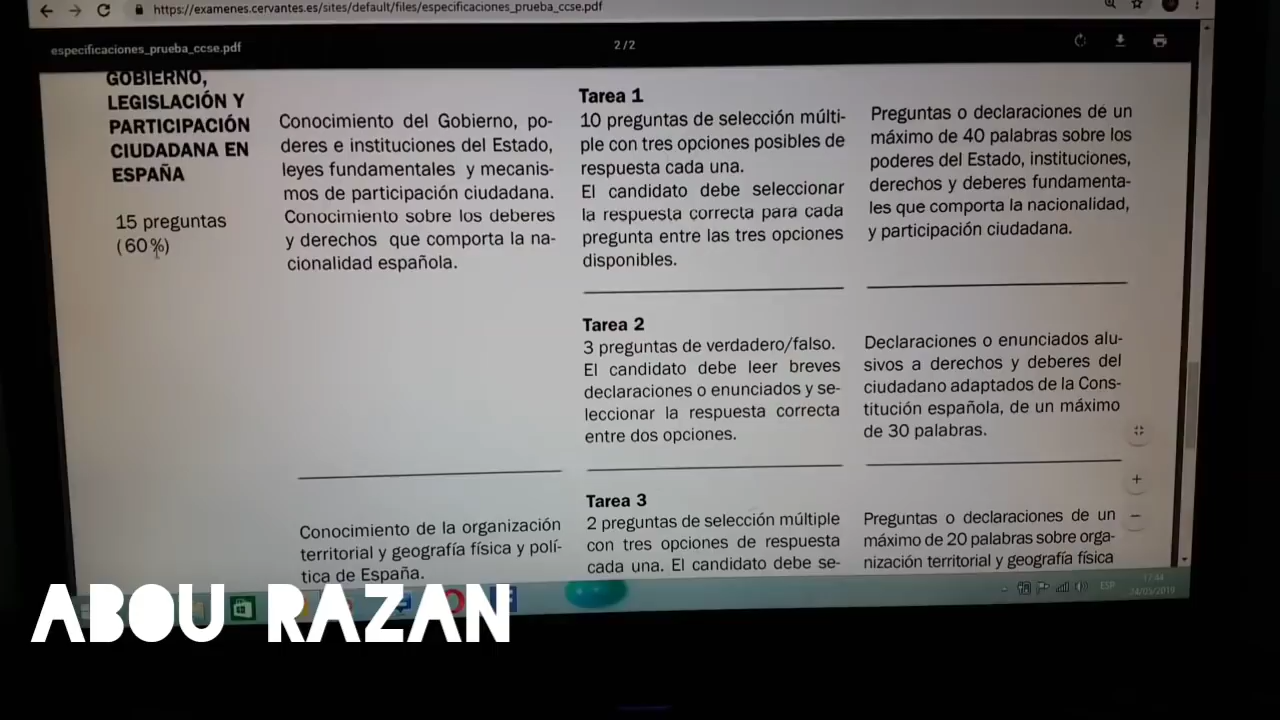 https://examenes.cervantes.es/sites/default/files/especificaciones_prueba_ccse.pdf
especificaciones_prueba_ccse.pdf
2/2
GOBIERNO,
LEGISLACIÓN Y
PARTICIPACIÓN
CIUDADANA EN
ESPAÑA
15 preguntas
(60%)
Conocimiento del Gobierno, po-
deres e instituciones del Estado,
leyes fundamentales y mecanis-
mos de participación ciudadana.
Conocimiento sobre los deberes
y derechos que comporta la na-
cionalidad española.
Tarea 1
10 preguntas de selección múlti-
ple con tres opciones posibles de
respuesta cada una.
El candidato debe seleccionar
la respuesta correcta para cada
pregunta entre las tres opciones
disponibles.
Preguntas o declaraciones de un
máximo de 40 palabras sobre los
poderes del Estado, instituciones,
derechos y deberes fundamenta-
les que comporta la nacionalidad,
y participación ciudadana.
Tarea 2
3 preguntas de verdadero/falso.
El candidato debe leer breves
declaraciones o enunciados y se-
leccionar la respuesta correcta
entre dos opciones.
Declaraciones o enunciados alu-
sivos a derechos y deberes del
ciudadano adaptados de la Cons-
titución española, de un máximo
de 30 palabras.
Conocimiento de la organización
territorial y geografía física y polí-
tica de España.
Tarea 3
2 preguntas de selección múltiple
con tres opciones de respuesta
cada una. El candidato debe se-
Preguntas o declaraciones de un
máximo de 20 palabras sobre orga-
nización territorial y geografía física
ESP
17:44
24/05/2019
ABOU RAZAN